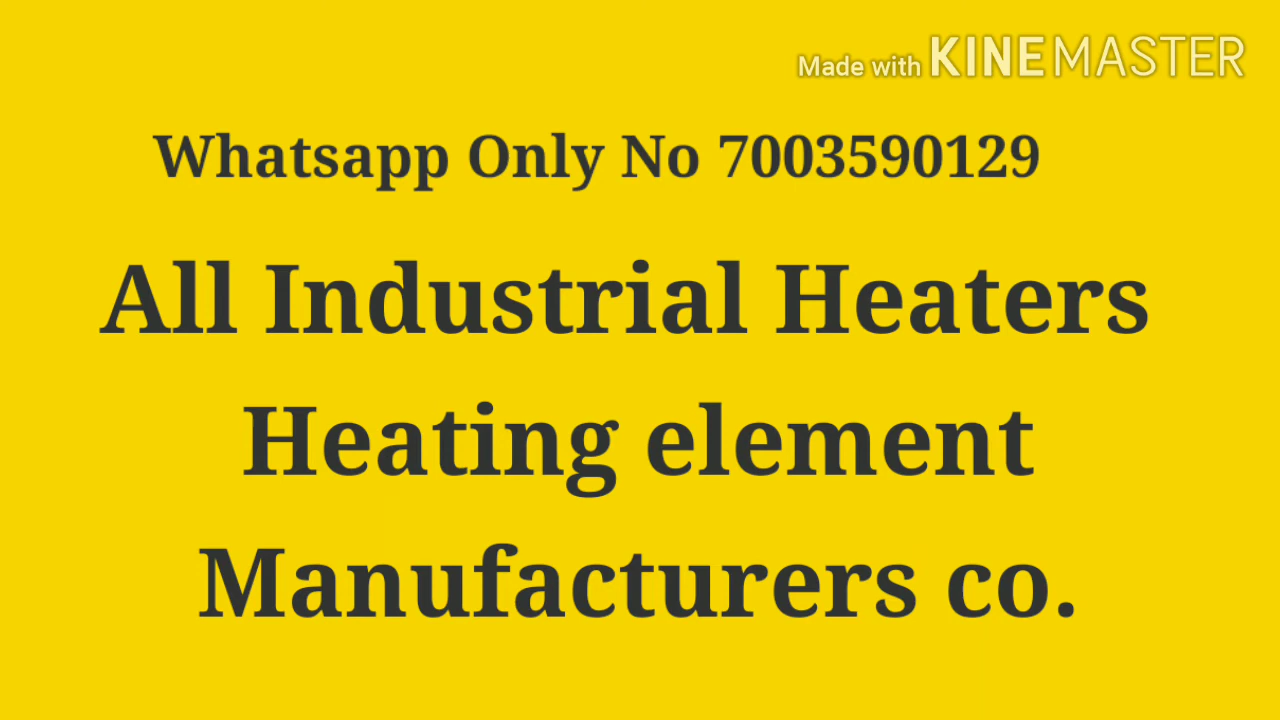 Made with KINEMASTER
Whatsapp Only No 7003590129
All Industrial Heaters
Heating element
Manufacturers co.